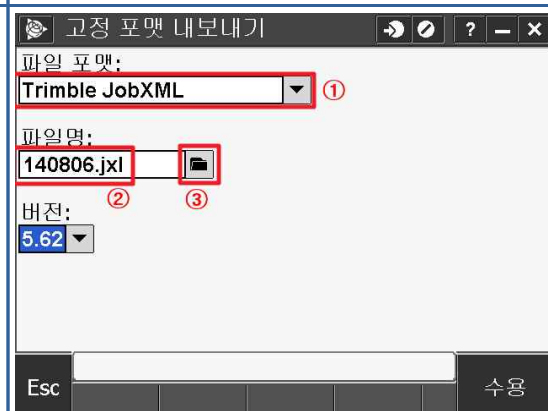 고정 포맷 내보내기 ? – ×
파일 포맷:
Trimble JobXML ①
파일명:
140806.jxl
② ③
버전:
5.62
Esc 수용